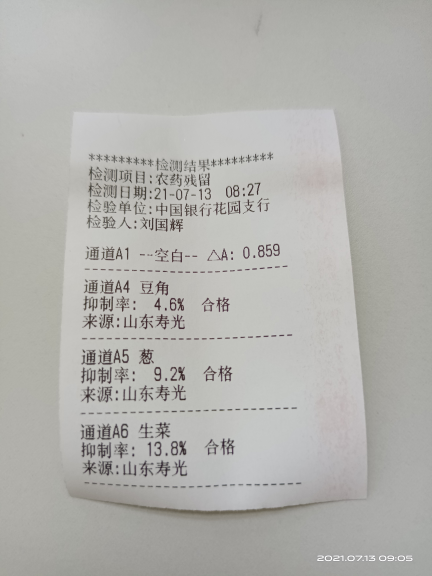 *********检测结果*********
检测项目:农药残留
检测日期:21-07-13 08:27
检验单位:中国银行花园支行
检验人:刘国辉
通道A1 --空白-- △A: 0.859
通道A4 豆角
抑制率: 4.6% 合格
来源:山东寿光
通道A5 葱
抑制率: 9.2% 合格
来源:山东寿光
通道A6 生菜
抑制率: 13.8% 合格
来源:山东寿光
2021.07.13 09:05